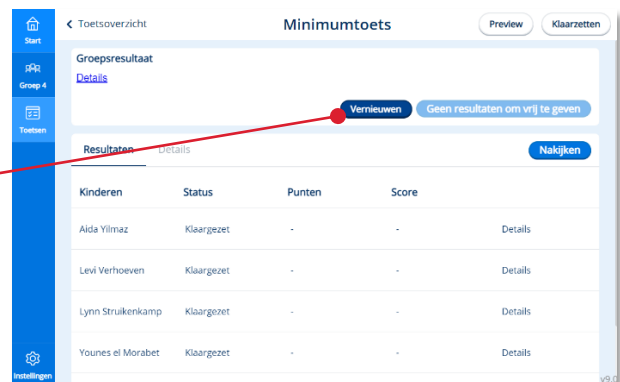 Start
Groep 4
Toetsen
Instellingen
Toetsoverzicht
Minimumtoets
Preview
Klaarzetten
Groepsresultaat
Details
Vernieuwen
Geen resultaten om vrij te geven
Resultaten Details
Nakijken
Kinderen Status Punten Score
Aida Yilmaz Klaargezet - - Details
Levi Verhoeven Klaargezet - - Details
Lynn Struikenkamp Klaargezet - - Details
Younes el Morabet Klaargezet - - Details
v9.0